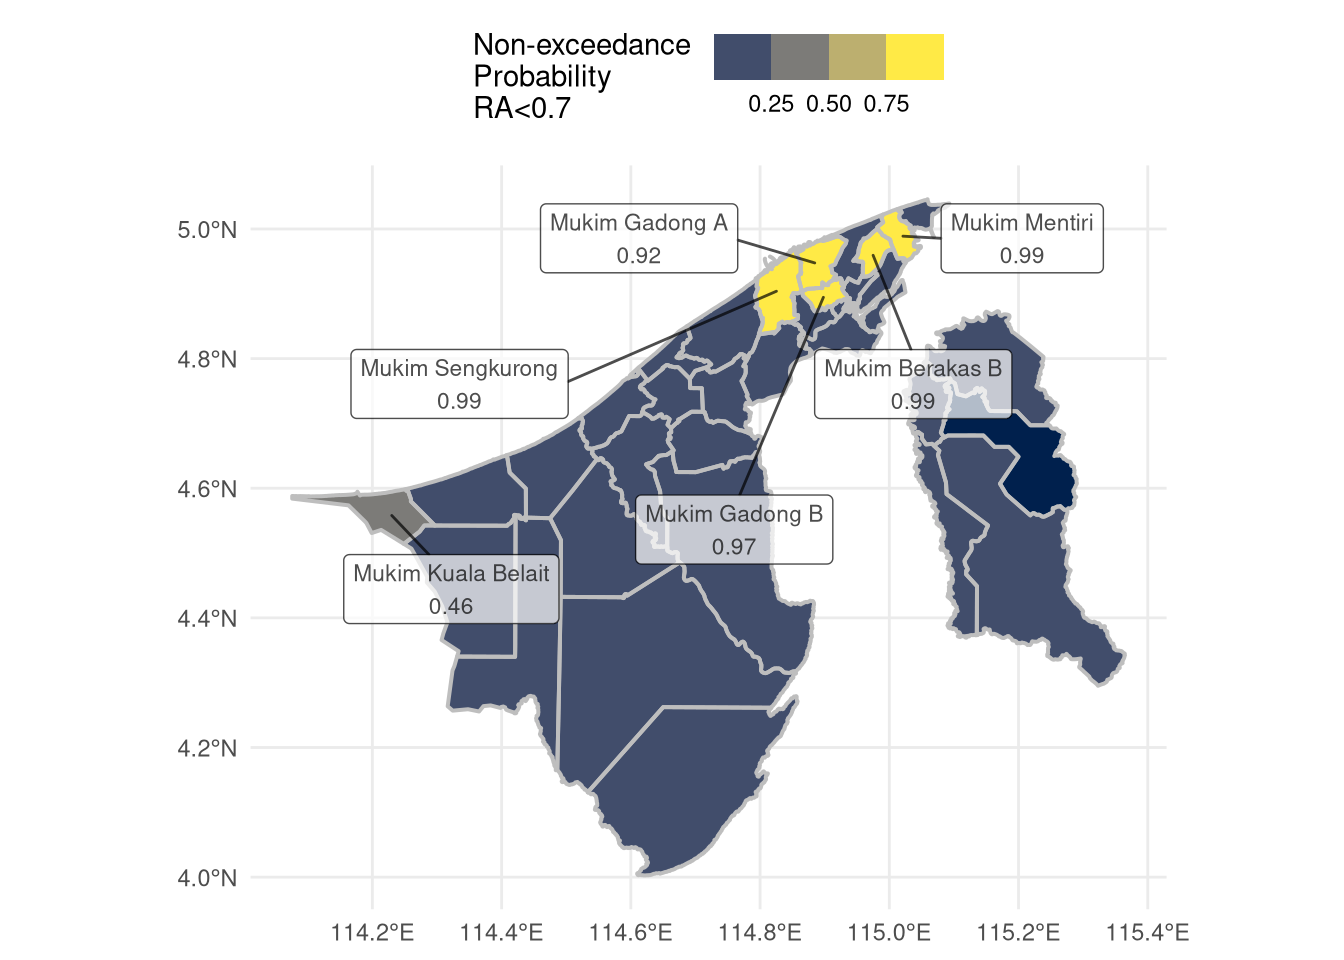 Non-exceedance
Probability
RA<0.7
0.25 0.50 0.75
5.0°N
4.8°N
4.6°N
4.4°N
4.2°N
4.0°N
Mukim Gadong A
0.92
Mukim Mentiri
0.99
Mukim Sengkurong
0.99
Mukim Berakas B
0.99
Mukim Gadong B
0.97
Mukim Kuala Belait
0.46
114.2°E 114.4°E 114.6°E 114.8°E 115.0°E 115.2°E 115.4°E